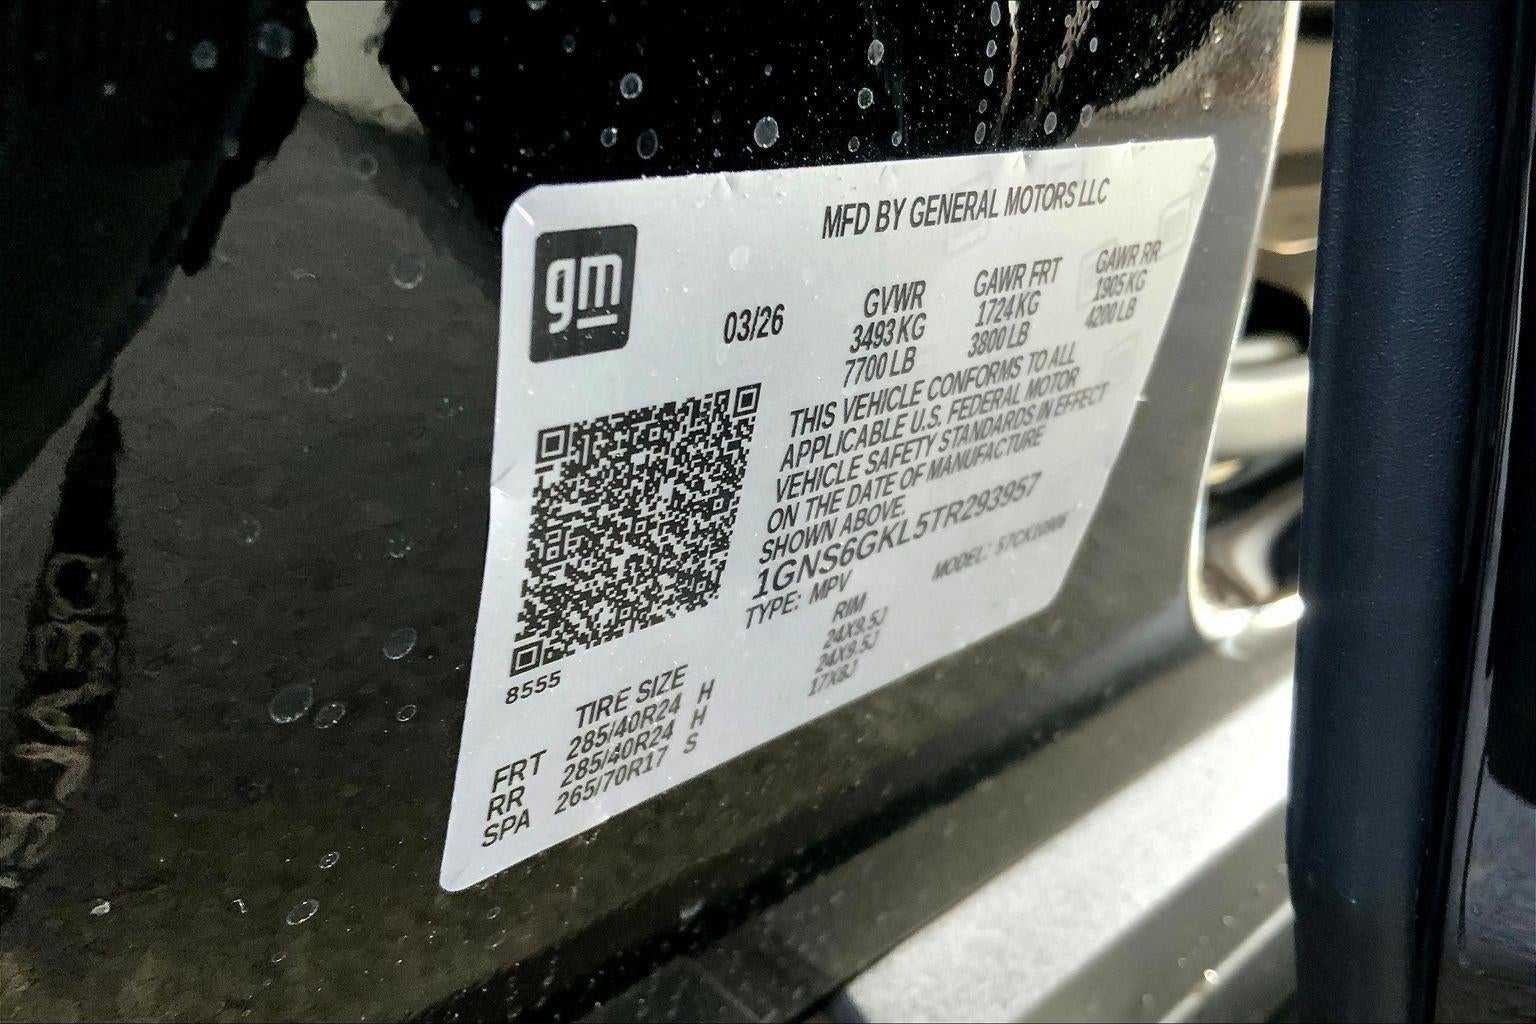 MFD BY GENERAL MOTORS LLC
gm
03/26
GVWR GAWR FRT GAWR RR
3493 KG 1724 KG 1905 KG
7700 LB 3800 LB 4200 LB
THIS VEHICLE CONFORMS TO ALL
APPLICABLE U.S. FEDERAL MOTOR
VEHICLE SAFETY STANDARDS IN EFFECT
ON THE DATE OF MANUFACTURE
SHOWN ABOVE.
1GNS6GKL5TR293957
TYPE: MPV MODEL:
8555
TIRE SIZE RIM
FRT 285/40R24 H 24X9.5J
RR 285/40R24 H 24X9.5J
SPA 265/70R17 S 17X8J